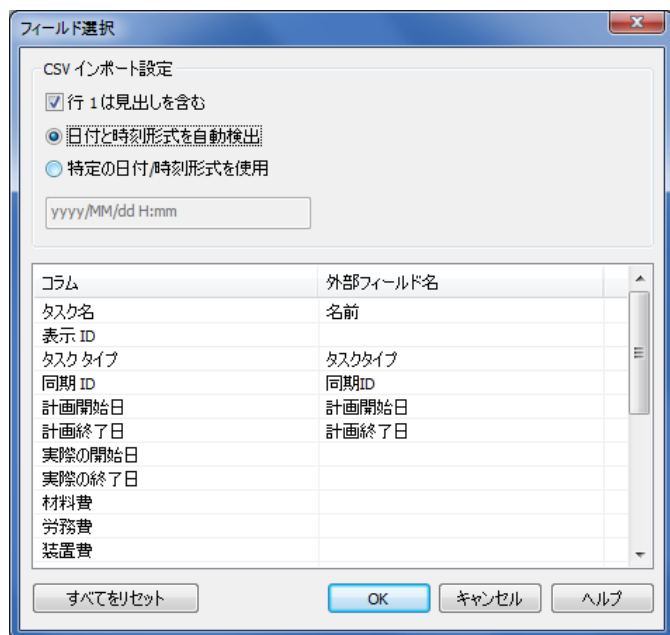 フィールド選択
CSV インポート設定
行 1 は見出しを含む
日付と時刻形式を自動検出
特定の日付/時刻形式を使用
yyyy/MM/dd H:mm
コラム 外部フィールド名
タスク名 名前
表示 ID
タスク タイプ タスクタイプ
同期 ID 同期ID
計画開始日 計画開始日
計画終了日 計画終了日
実際の開始日
実際の終了日
材料費
労務費
装置費
すべてをリセット OK キャンセル ヘルプ